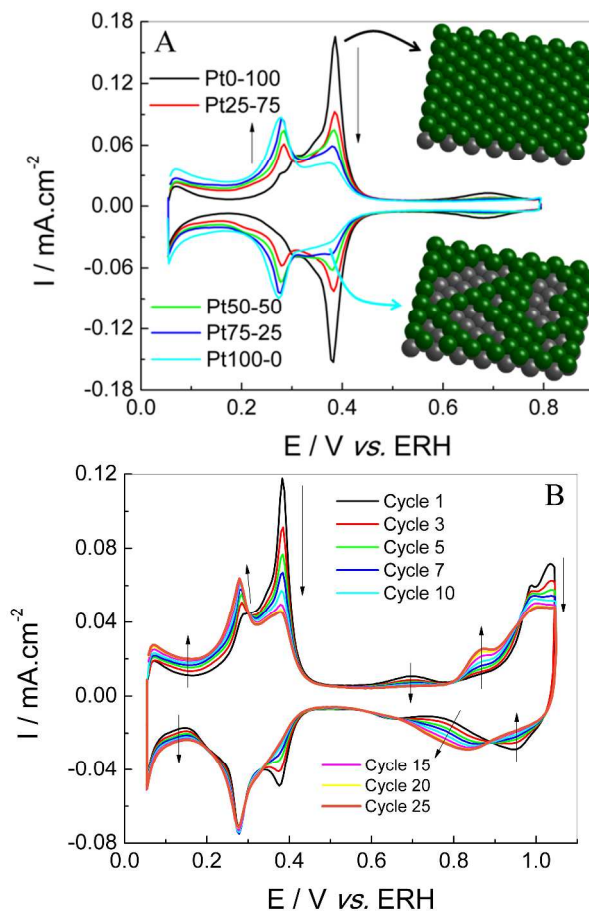 A
0.18
0.12
0.06
0.00
-0.06
-0.12
-0.18
I / mA.cm-2
Pt0-100
Pt25-75
Pt50-50
Pt75-25
Pt100-0
0.0
0.2
0.4
0.6
0.8
E / V vs. ERH
B
0.12
0.08
0.04
0.00
-0.04
-0.08
I / mA.cm-2
Cycle 1
Cycle 3
Cycle 5
Cycle 7
Cycle 10
Cycle 15
Cycle 20
Cycle 25
0.0
0.2
0.4
0.6
0.8
1.0
E / V vs. ERH